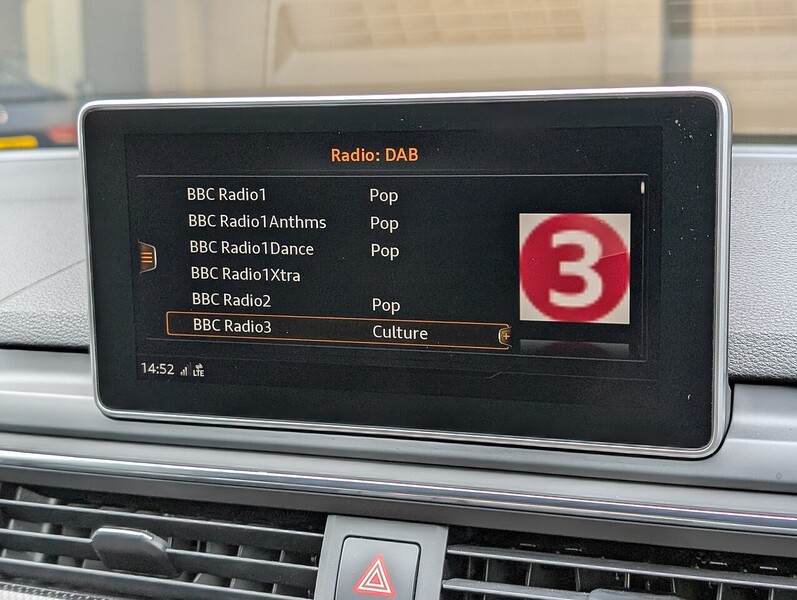 Radio: DAB
BBC Radio1 Pop
BBC Radio1Anthms Pop
BBC Radio1Dance Pop
BBC Radio1Xtra
BBC Radio2 Pop
BBC Radio3 Culture
3
14:52 LTE